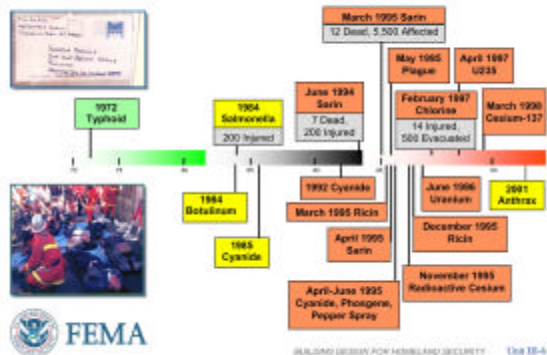 March 1995 Sarin
12 Dead, 5,500 Affected
May 1995
Plague
April 1997
U235
1972
Typhoid
1984
Salmonella
200 Injured
June 1994
Sarin
7 Dead,
200 Injured
February 1997
Chlorine
14 Injured,
500 Evacuated
March 1998
Cesium-137
1984
Botulinum
1985
Cyanide
1992 Cyanide
March 1995 Ricin
April 1995
Sarin
April-June 1995
Cyanide, Phosgene,
Pepper Spray
June 1996
Uranium
December 1995
Ricin
November 1995
Radioactive Cesium
2001
Anthrax
FEMA
BUILDING DESIGN FOR HOMELAND SECURITY Unit III-4